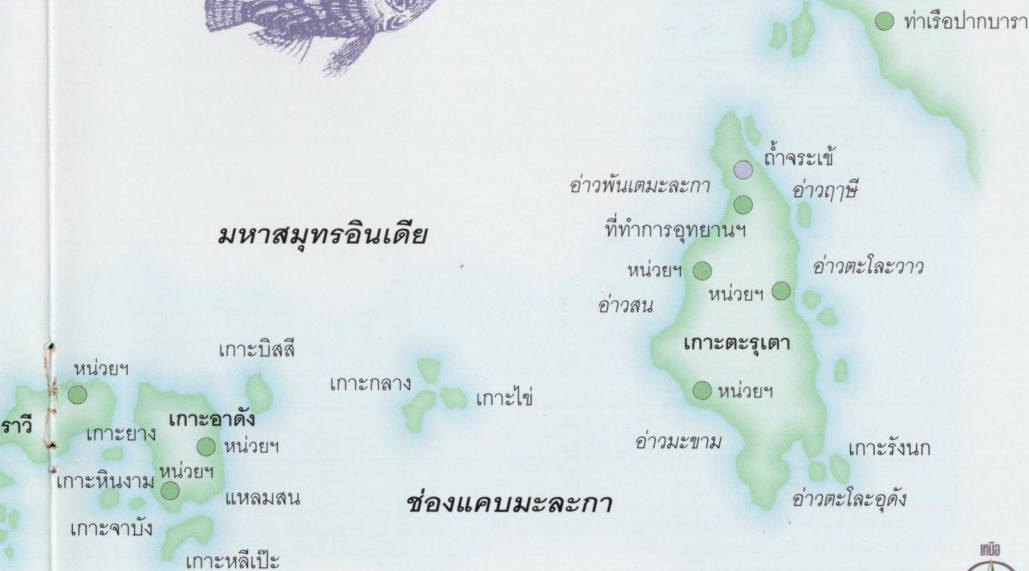 ท่าเรือปากบารา
ถ้ำจระเข้
อ่าวพันเตมะละกา
อ่าวฤๅษี
มหาสมุทรอินเดีย
ที่ทำการอุทยานฯ
หน่วยฯ
อ่าวตะโละวาว
หน่วยฯ
อ่าวสน
เกาะตะรุเตา
เกาะบิสสี
หน่วยฯ
เกาะกลาง
เกาะไข่
หน่วยฯ
ราวี
เกาะยาง
เกาะอาดัง
หน่วยฯ
อ่าวมะขาม
เกาะรังนก
เกาะหินงาม
หน่วยฯ
แหลมสน
ช่องแคบมะละกา
อ่าวตะโละอุดัง
เกาะจาบัง
เกาะหลีเป๊ะ
เหนือ